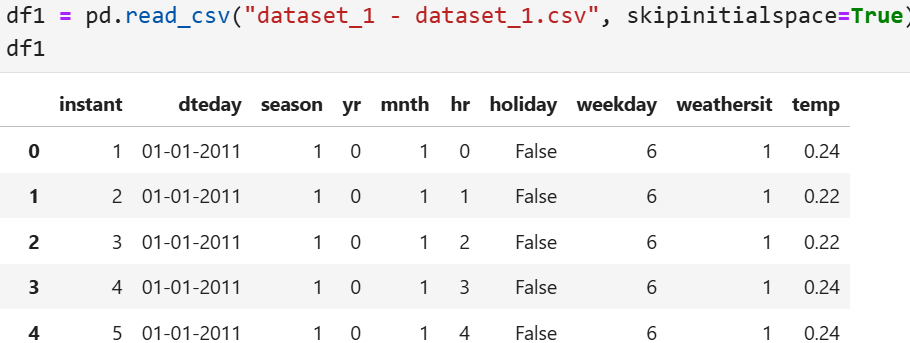 df1 = pd.read_csv("dataset_1 - dataset_1.csv", skipinitialspace=True)
df1
instant dteday season yr mnth hr holiday weekday weathersit temp
0 1 01-01-2011 1 0 1 0 False 6 1 0.24
1 2 01-01-2011 1 0 1 1 False 6 1 0.22
2 3 01-01-2011 1 0 1 2 False 6 1 0.22
3 4 01-01-2011 1 0 1 3 False 6 1 0.24
4 5 01-01-2011 1 0 1 4 False 6 1 0.24